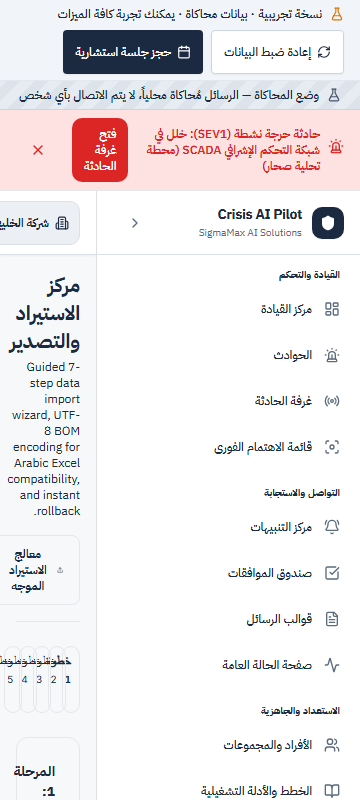 نسخة تجريبية · بيانات محاكاة · يمكنك تجربة كافة الميزات
إعادة ضبط البيانات
حجز جلسة استشارية
وضع المحاكاة — الرسائل مُحاكاة محلياً، لا يتم الاتصال بأي شخص
حادثة حرجة نشطة (SEV1): خلل في
شبكة التحكم الإشرافي SCADA (محطة
تحلية صحار)
فتح
غرفة
الحادثة
Crisis AI Pilot
SigmaMax AI Solutions
القيادة والتحكم
مركز القيادة
الحوادث
غرفة الحادثة
قائمة الاهتمام الفوري
التواصل والاستجابة
مركز التنبيهات
صندوق الموافقات
قوالب الرسائل
صفحة الحالة العامة
الاستعداد والجاهزية
الأفراد والمجموعات
الخطط والأدلة التشغيلية
شركة الخليج
مركز
الاستيراد
والتصدير
Guided 7-
step data
import
wizard, UTF-
8 BOM
encoding for
Arabic Excel
compatibility,
and instant
rollback.
معالج
الاستيراد
الموجه
1
2
3
4
5
المرحلة
1: